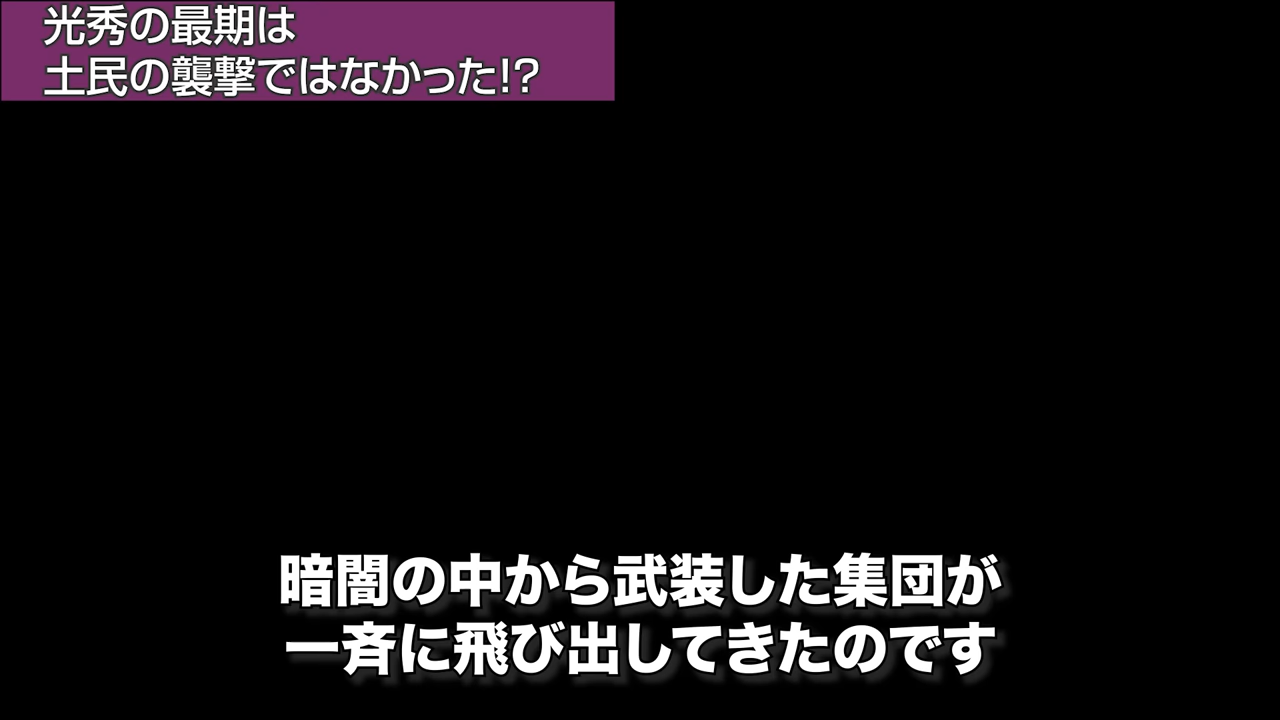 光秀の最期は
土民の襲撃ではなかった!?
暗闇の中から武装した集団が
一斉に飛び出してきたのです